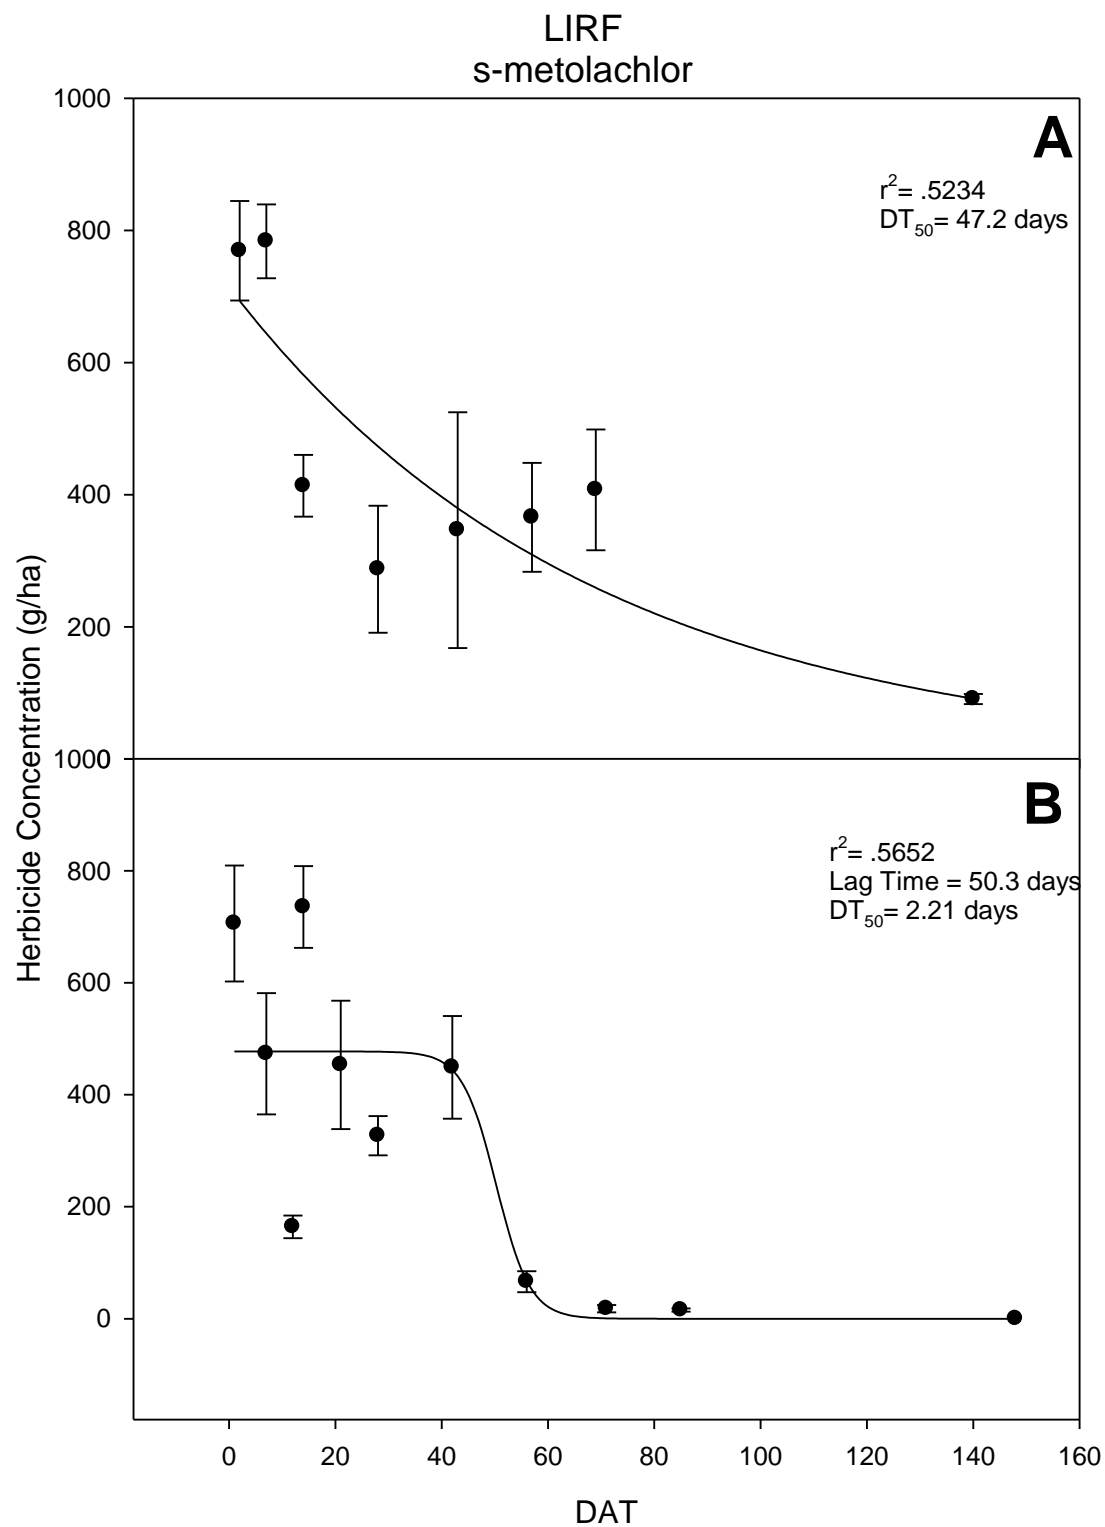 LIRF
s-metolachlor
1000
A
r²= .5234
DT₅₀= 47.2 days
800
600
400
200
0
Herbicide Concentration (g/ha)
1000
B
r²= .5652
Lag Time = 50.3 days
DT₅₀= 2.21 days
800
600
400
200
0
0 20 40 60 80 100 120 140 160
DAT